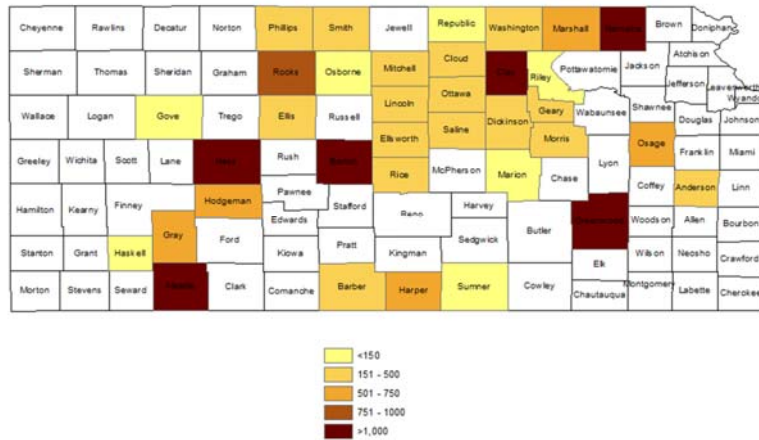 Cheyenne Rawlins Decatur Norton Phillips Smith Jewell Republic Washington Marshall Brown Doniphan
Atchison
Sherman Thomas Sheridan Graham Rooks Osborne Mitchell Cloud Clay Riley Pottawatomie Jackson
Jefferson Leavenworth
Wyando
Wallace Logan Gove Trego Ellis Russell Lincoln Ottawa Dickinson Geary Wabaunsee Shawnee Douglas Johnson
Greeley Wichita Scott Lane Rush Ellsworth Saline Morris Osage Franklin Miami
Hamilton Kearny Finney Hodgeman Pawnee Stafford Rice McPherson Marion Chase Lyon Coffey Anderson Linn
Edwards Reno Harvey Woodson Allen Bourbon
Stanton Grant Haskell Gray Ford Kiowa Pratt Kingman Sedgwick Butler Elk Wilson Neosho Crawford
Morton Stevens Seward Clark Comanche Barber Harper Sumner Cowley Chautauqua Montgomery Labette Cherokee
<150
151 - 500
501 - 750
751 - 1000
>1,000